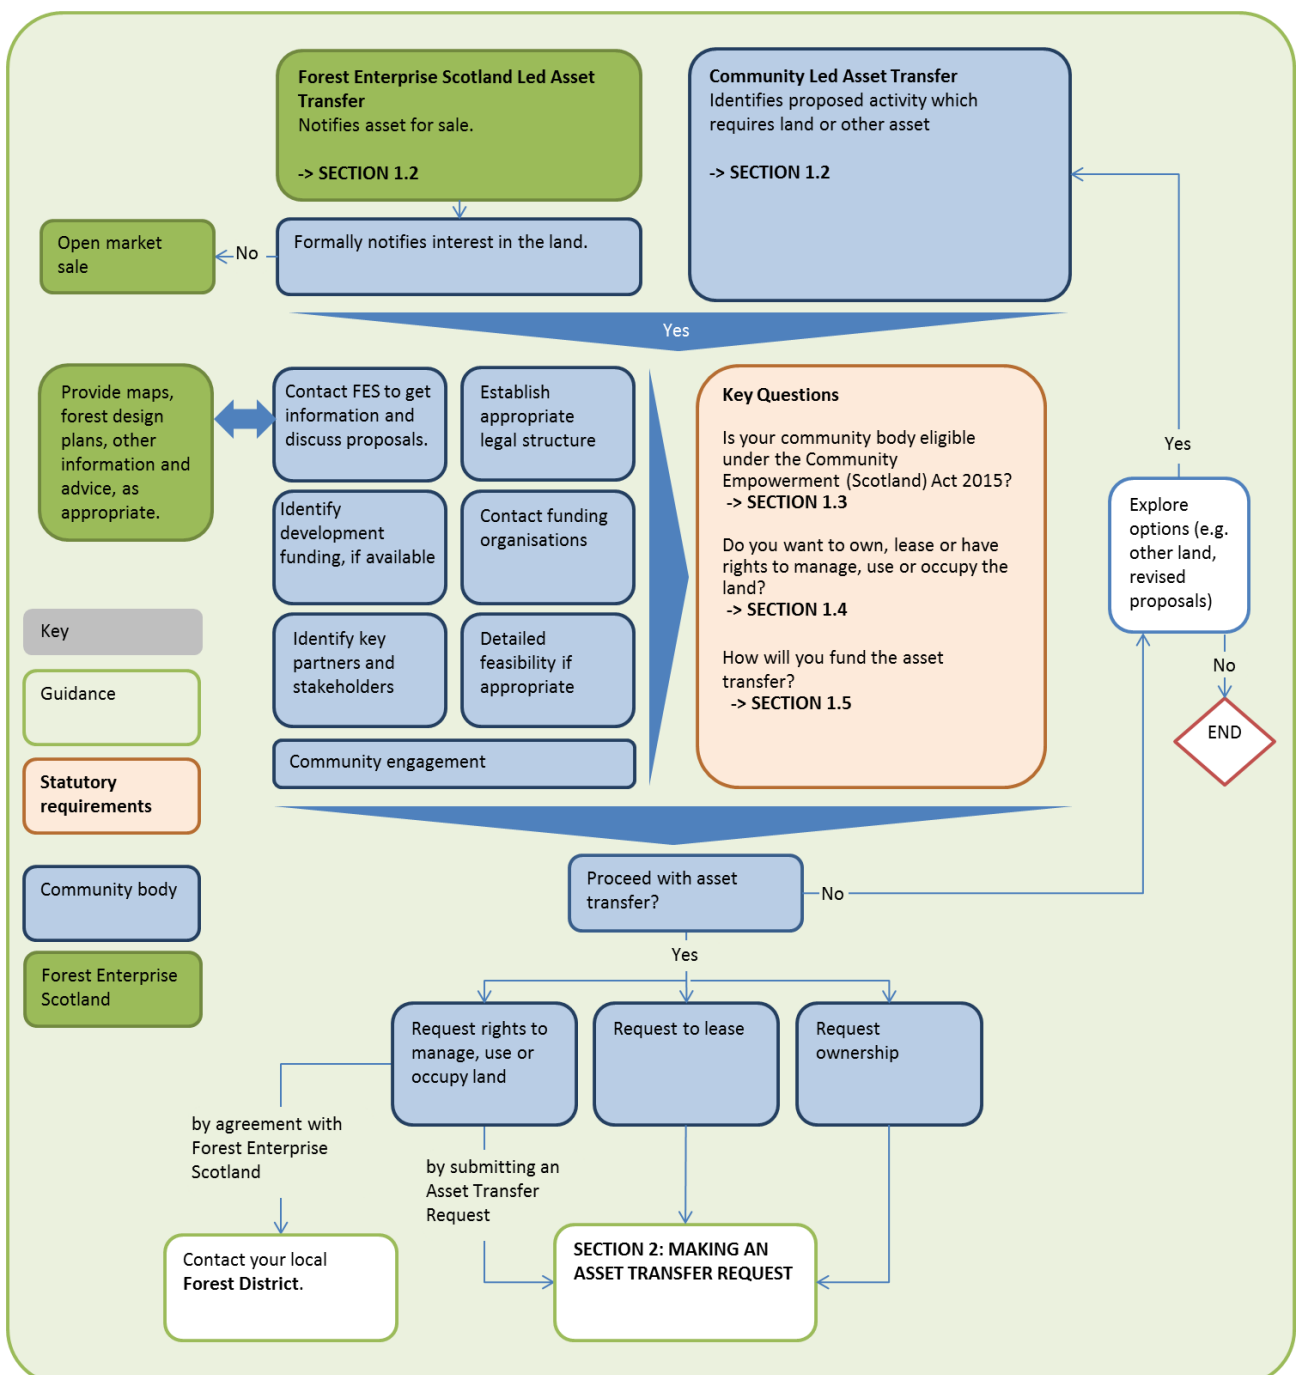 Forest Enterprise Scotland Led Asset
Transfer
Notifies asset for sale.
-> SECTION 1.2
Community Led Asset Transfer
Identifies proposed activity which
requires land or other asset
-> SECTION 1.2
Open market
sale
No
Formally notifies interest in the land.
Yes
Provide maps,
forest design
plans, other
information and
advice, as
appropriate.
Contact FES to get
information and
discuss proposals.
Establish
appropriate
legal structure
Identify
development
funding, if available
Contact funding
organisations
Identify key
partners and
stakeholders
Detailed
feasibility if
appropriate
Community engagement
Key Questions
Is your community body eligible
under the Community
Empowerment (Scotland) Act 2015?
-> SECTION 1.3
Do you want to own, lease or have
rights to manage, use or occupy the
land?
-> SECTION 1.4
How will you fund the asset
transfer?
-> SECTION 1.5
Yes
Explore
options (e.g.
other land,
revised
proposals)
No
END
Key
Guidance
Statutory
requirements
Community body
Forest Enterprise
Scotland
Proceed with asset
transfer?
No
Yes
Request rights to
manage, use or
occupy land
Request to lease
Request
ownership
by agreement with
Forest Enterprise
Scotland
by submitting an
Asset Transfer
Request
Contact your local
Forest District.
SECTION 2: MAKING AN
ASSET TRANSFER REQUEST